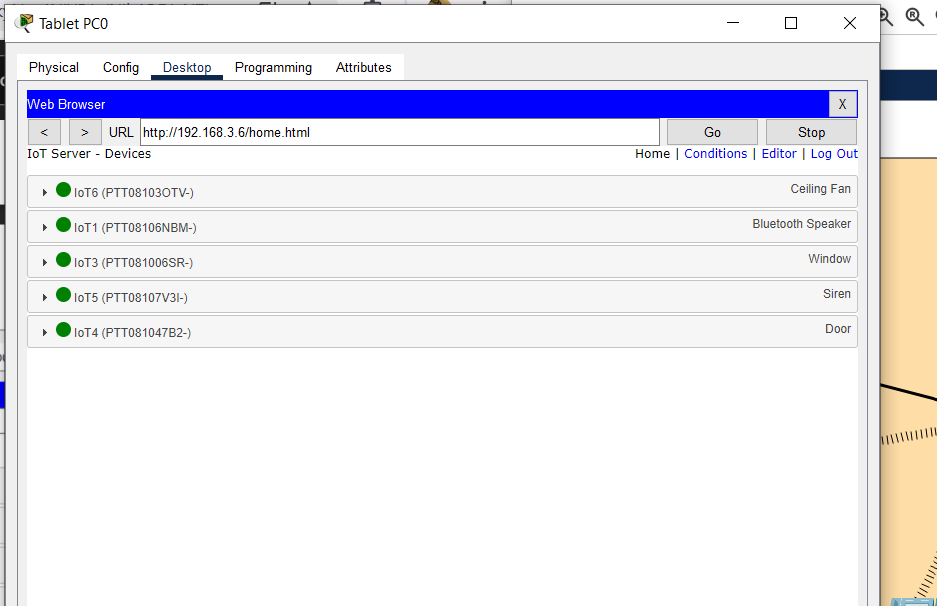 Tablet PC0
Physical Config Desktop Programming Attributes
Web Browser X
< > URL http://192.168.3.6/home.html Go Stop
IoT Server - Devices Home | Conditions | Editor | Log Out
IoT6 (PTT08103OTV-) Ceiling Fan
IoT1 (PTT08106NBM-) Bluetooth Speaker
IoT3 (PTT081006SR-) Window
IoT5 (PTT08107V3I-) Siren
IoT4 (PTT081047B2-) Door